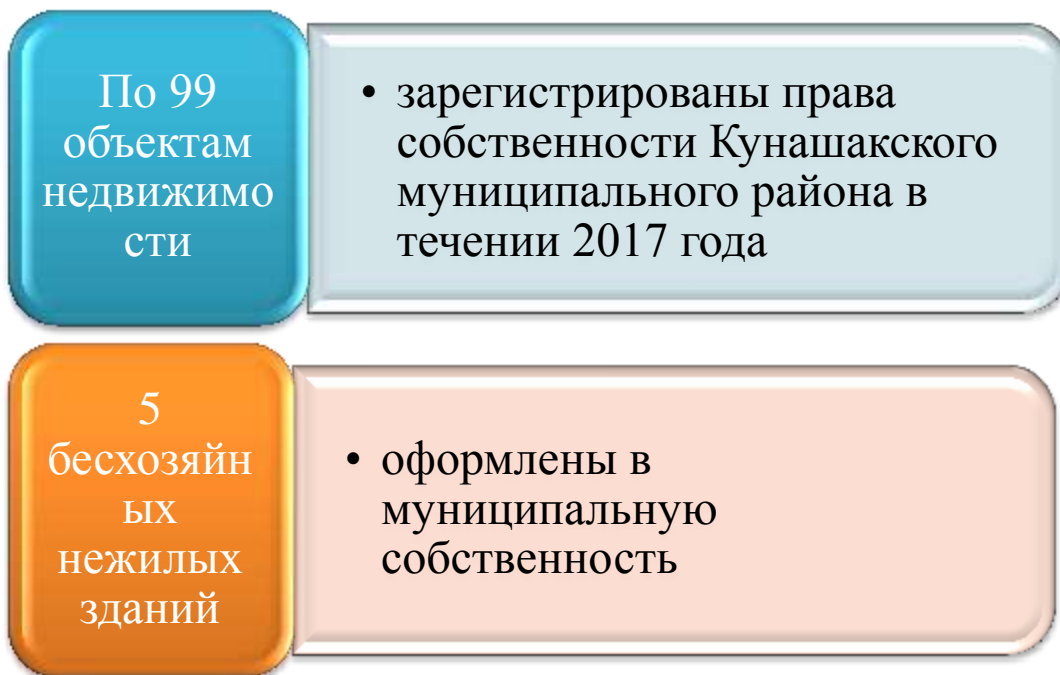 По 99
объектам
недвижимо
сти
• зарегистрированы права
собственности Кунашакского
муниципального района в
течении 2017 года
5
бесхозяйн
ых
нежилых
зданий
• оформлены в
муниципальную
собственность